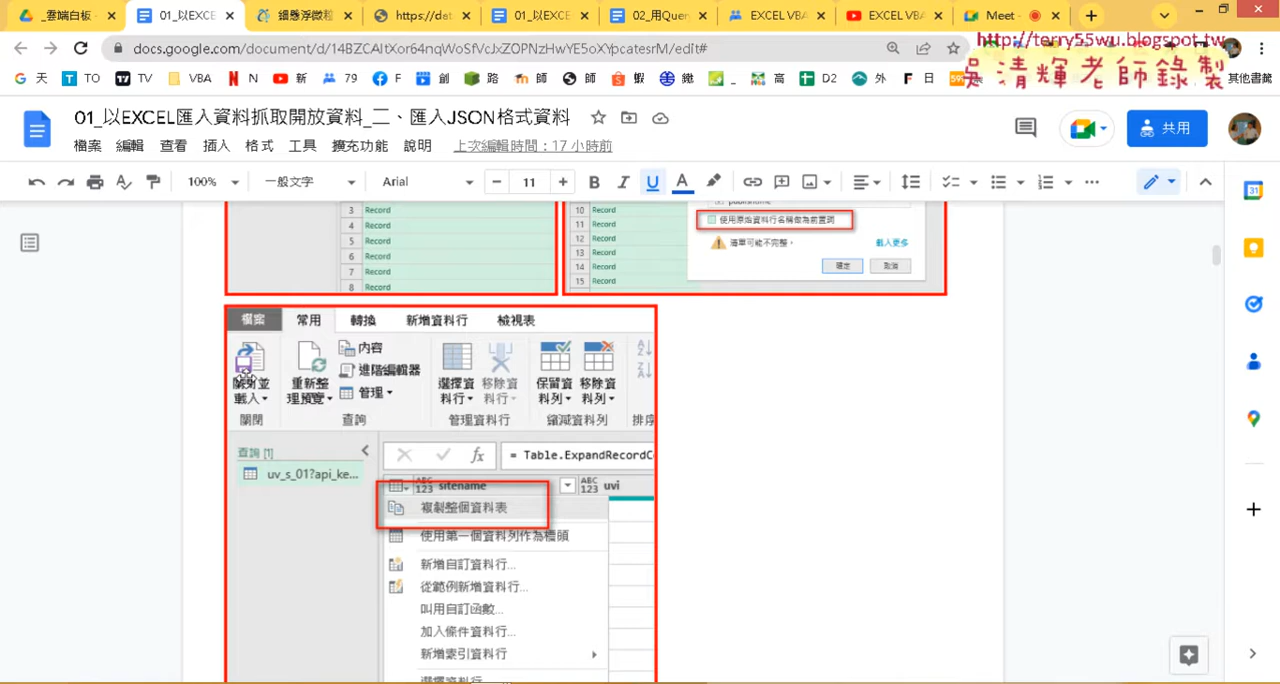 _雲端白板
01_以EXCE
鐳懸浮微粒
https://dat
01_以EXCE
02_用Quer
EXCEL VBA
EXCEL VBA
Meet -
docs.google.com/document/d/14BZCAltXor64nqWoSfVcJxZOPNzHwYE5oXYpcatesrM/edit#
http://terry55wu.blogspot.tw
吳清輝老師錄製
天 TO TV VBA N 新 79 F 創 路 師 師 蝦 鐵 _ 高 D2 外 日 其他書籤
01_以EXCEL匯入資料抓取開放資料_二、匯入JSON格式資料
檔案 編輯 查看 插入 格式 工具 擴充功能 說明 上次編輯時間：17 小時前
共用
100% 一般文字 Arial 11
3 Record
4 Record
5 Record
6 Record
7 Record
8 Record
10 Record
11 Record
12 Record
13 Record
14 Record
15 Record
使用原始資料行名稱做為前置詞
清單可能不完整。 載入更多
確定 取消
檔案 常用 轉換 新增資料行 檢視表
關閉並載入
重新整理預覽
內容
進階編輯器
管理
選擇資料行
移除資料行
保留資料列
移除資料列
關閉 查詢 管理資料行 縮減資料列 排序
查詢 [1]
uv_s_01?api_ke...
= Table.ExpandRecordCo
ABC 123 sitename ABC 123 uvi
複製整個資料表
使用第一個資料列作為標頭
新增自訂資料行...
從範例新增資料行...
叫用自訂函數...
加入條件資料行...
新增索引資料行
選擇資料行...